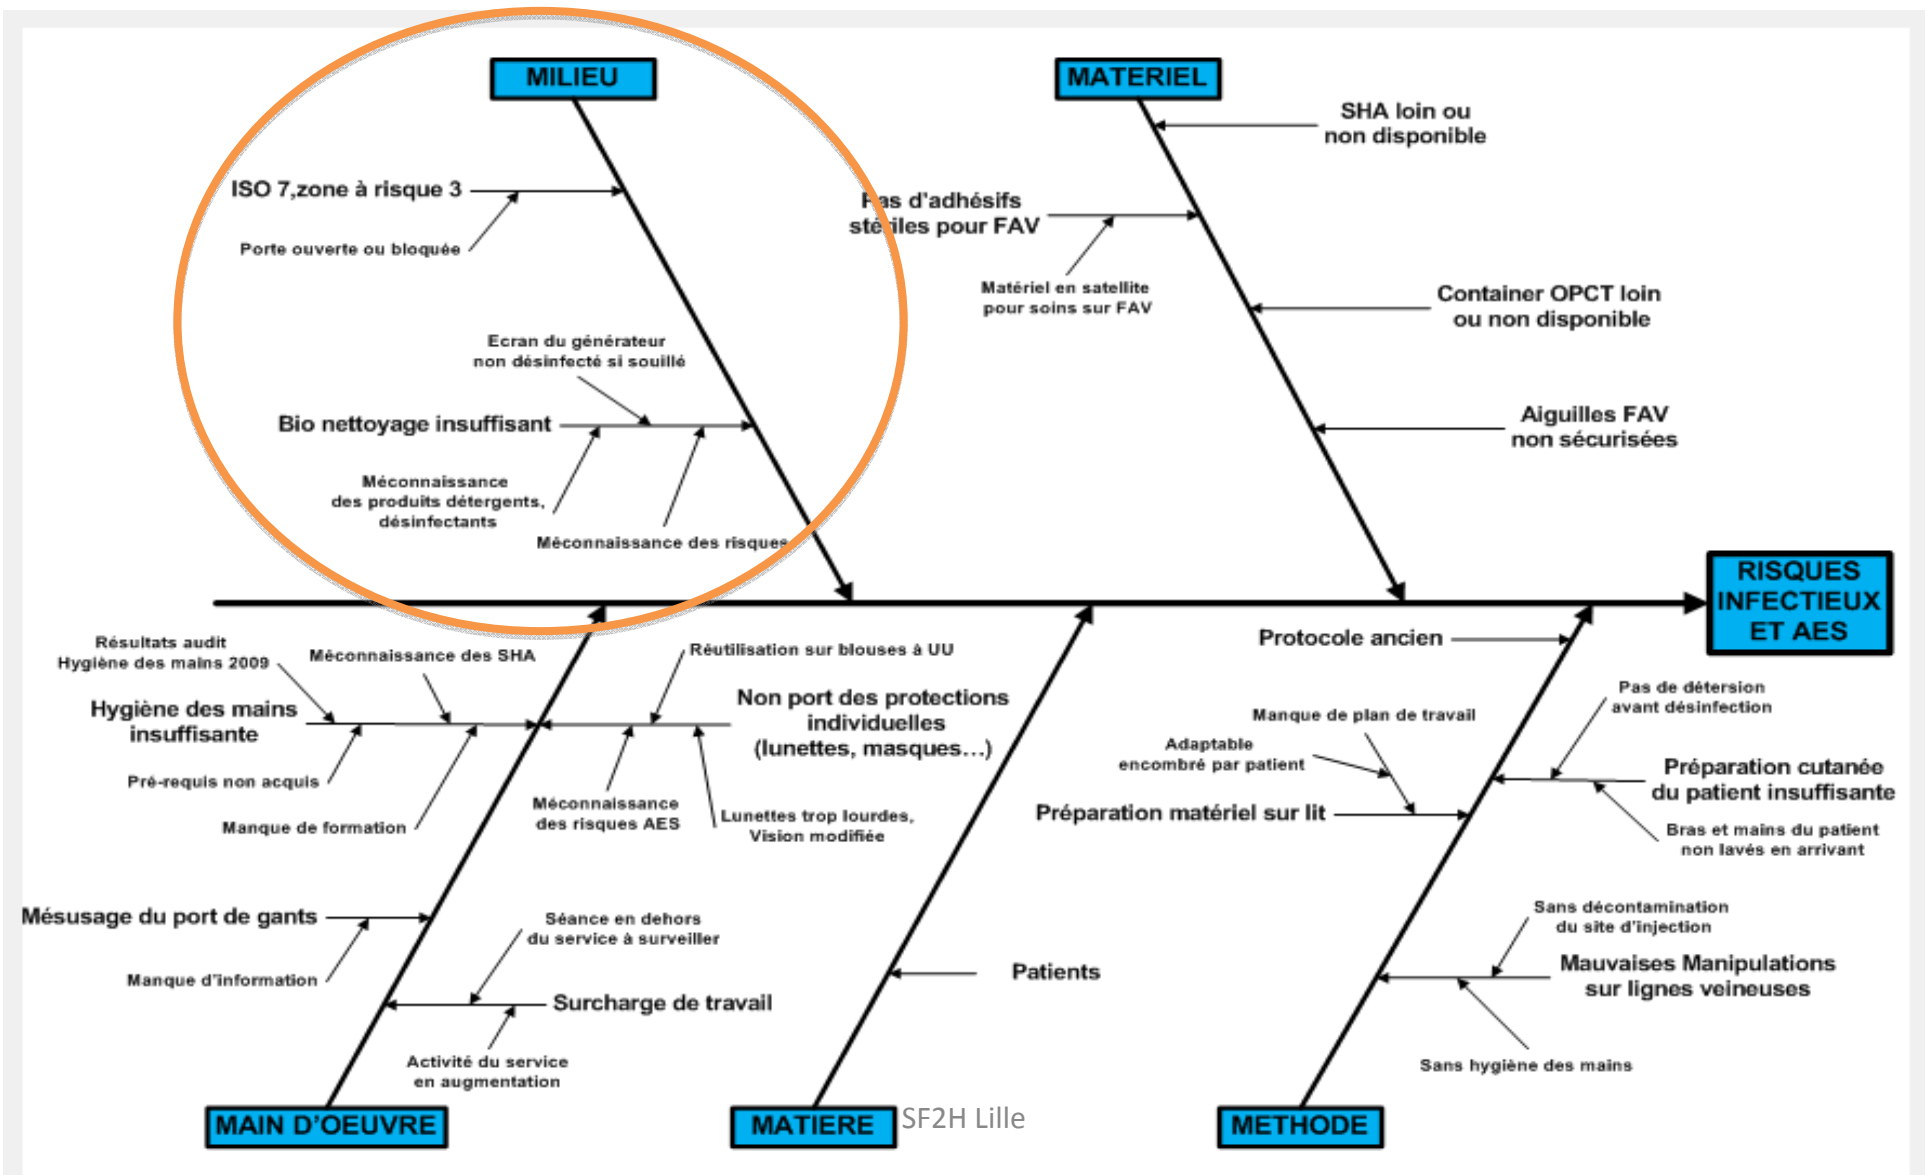 MILIEU
MATERIEL
SHA loin ou
non disponible
ISO 7,zone à risque 3
Porte ouverte ou bloquée
Pas d'adhésifs
stériles pour FAV
Matériel en satellite
pour soins sur FAV
Container OPCT loin
ou non disponible
Ecran du générateur
non désinfecté si souillé
Bio nettoyage insuffisant
Aiguilles FAV
non sécurisées
Méconnaissance
des produits détergents,
désinfectants
Méconnaissance des risques
RISQUES
INFECTIEUX
ET AES
Résultats audit
Hygiène des mains 2009
Méconnaissance des SHA
Réutilisation sur blouses à UU
Protocole ancien
Hygiène des mains
insuffisante
Non port des protections
individuelles
(lunettes, masques...)
Pas de détersion
avant désinfection
Manque de plan de travail
Adaptable
encombré par patient
Pré-requis non acquis
Préparation cutanée
du patient insuffisante
Manque de formation
Méconnaissance
des risques AES
Lunettes trop lourdes,
Vision modifiée
Préparation matériel sur lit
Bras et mains du patient
non lavés en arrivant
Mésusage du port de gants
Séance en dehors
du service à surveiller
Sans décontamination
du site d'injection
Manque d'information
Patients
Mauvaises Manipulations
sur lignes veineuses
Surcharge de travail
Activité du service
en augmentation
Sans hygiène des mains
MAIN D'OEUVRE
MATIERE
SF2H Lille
METHODE